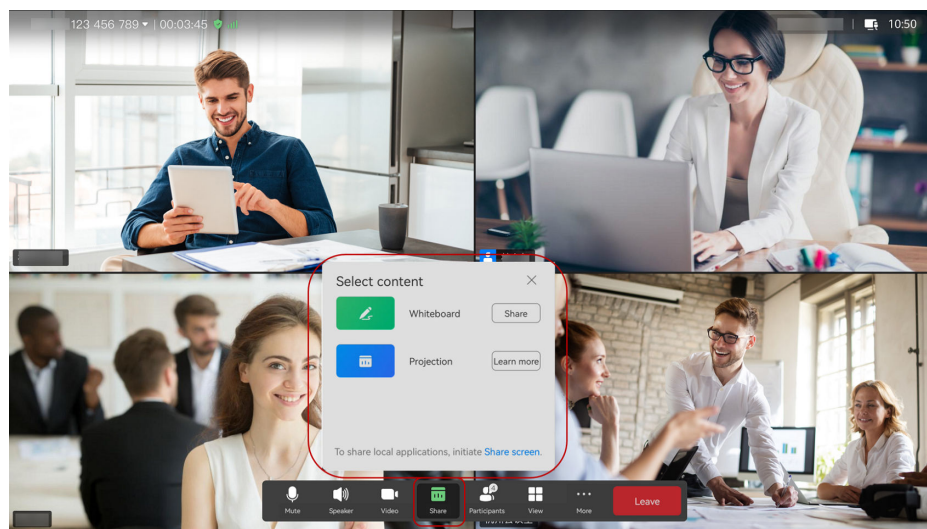 123 456 789 | 00:03:45
| 10:50
Select content
Whiteboard
Share
Projection
Learn more
To share local applications, initiate Share screen.
4
Mute
Speaker
Video
Share
Participants
View
More
Leave